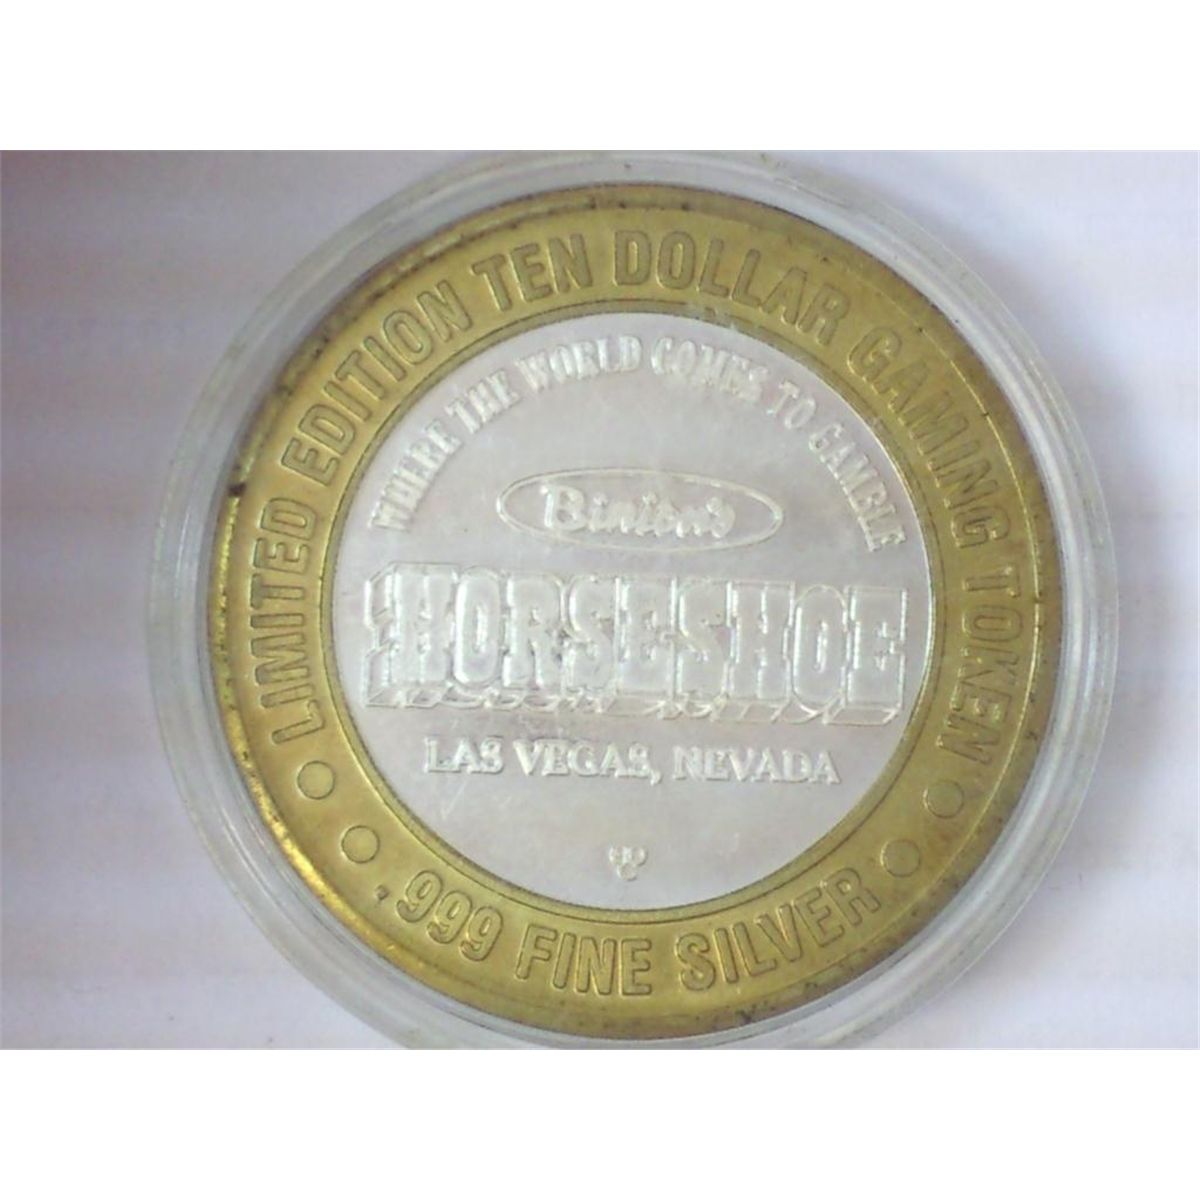 LIMITED EDITION TEN DOLLAR GAMING TOKEN
WHERE THE WORLD COMES TO GAMBLE
Binion's
HORSESHOE
LAS VEGAS, NEVADA
.999 FINE SILVER